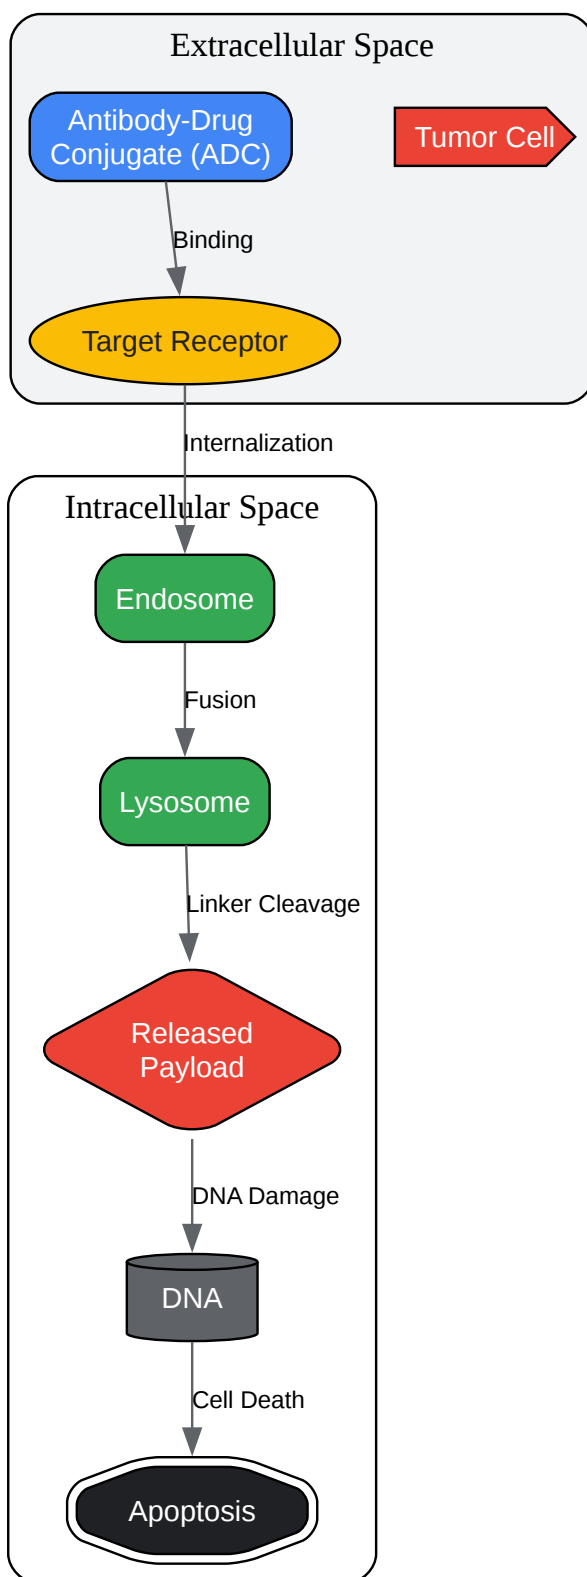 Extracellular Space
Antibody-Drug
Conjugate (ADC)
Tumor Cell
Binding
Target Receptor
Internalization
Intracellular Space
Endosome
Fusion
Lysosome
Linker Cleavage
Released
Payload
DNA Damage
DNA
Cell Death
Apoptosis